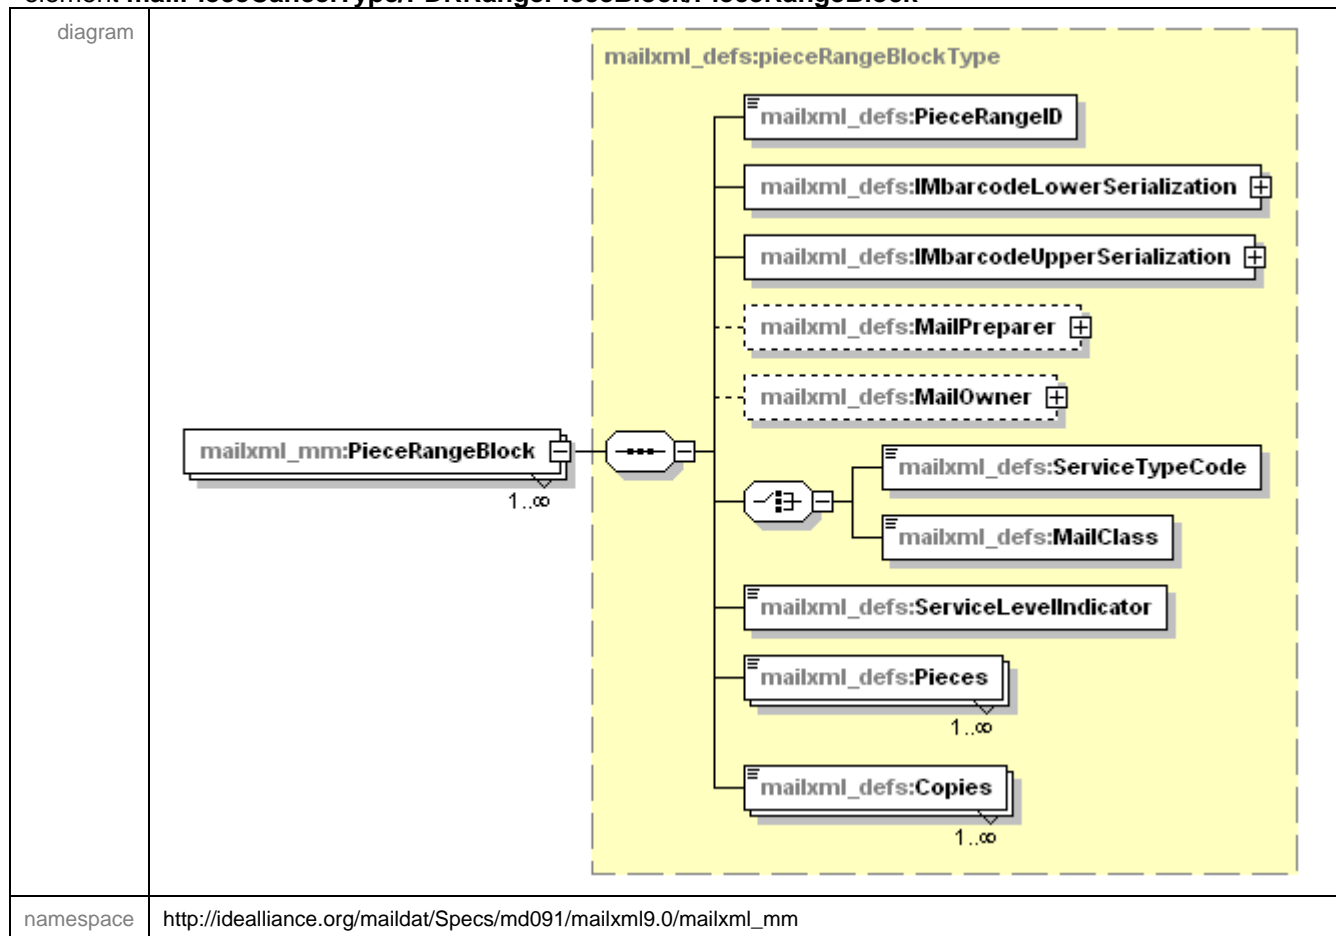 diagram
mailxml_defs:pieceRangeBlockType
mailxml_defs:PieceRangeID
mailxml_defs:IMbarcodeLowerSerialization
mailxml_defs:IMbarcodeUpperSerialization
mailxml_defs:MailPreparer
mailxml_defs:MailOwner
mailxml_mm:PieceRangeBlock
1..∞
mailxml_defs:ServiceTypeCode
mailxml_defs:MailClass
mailxml_defs:ServiceLevelIndicator
mailxml_defs:Pieces
1..∞
mailxml_defs:Copies
1..∞
namespace http://idealliance.org/maildat/Specs/md091/mailxml9.0/mailxml_mm